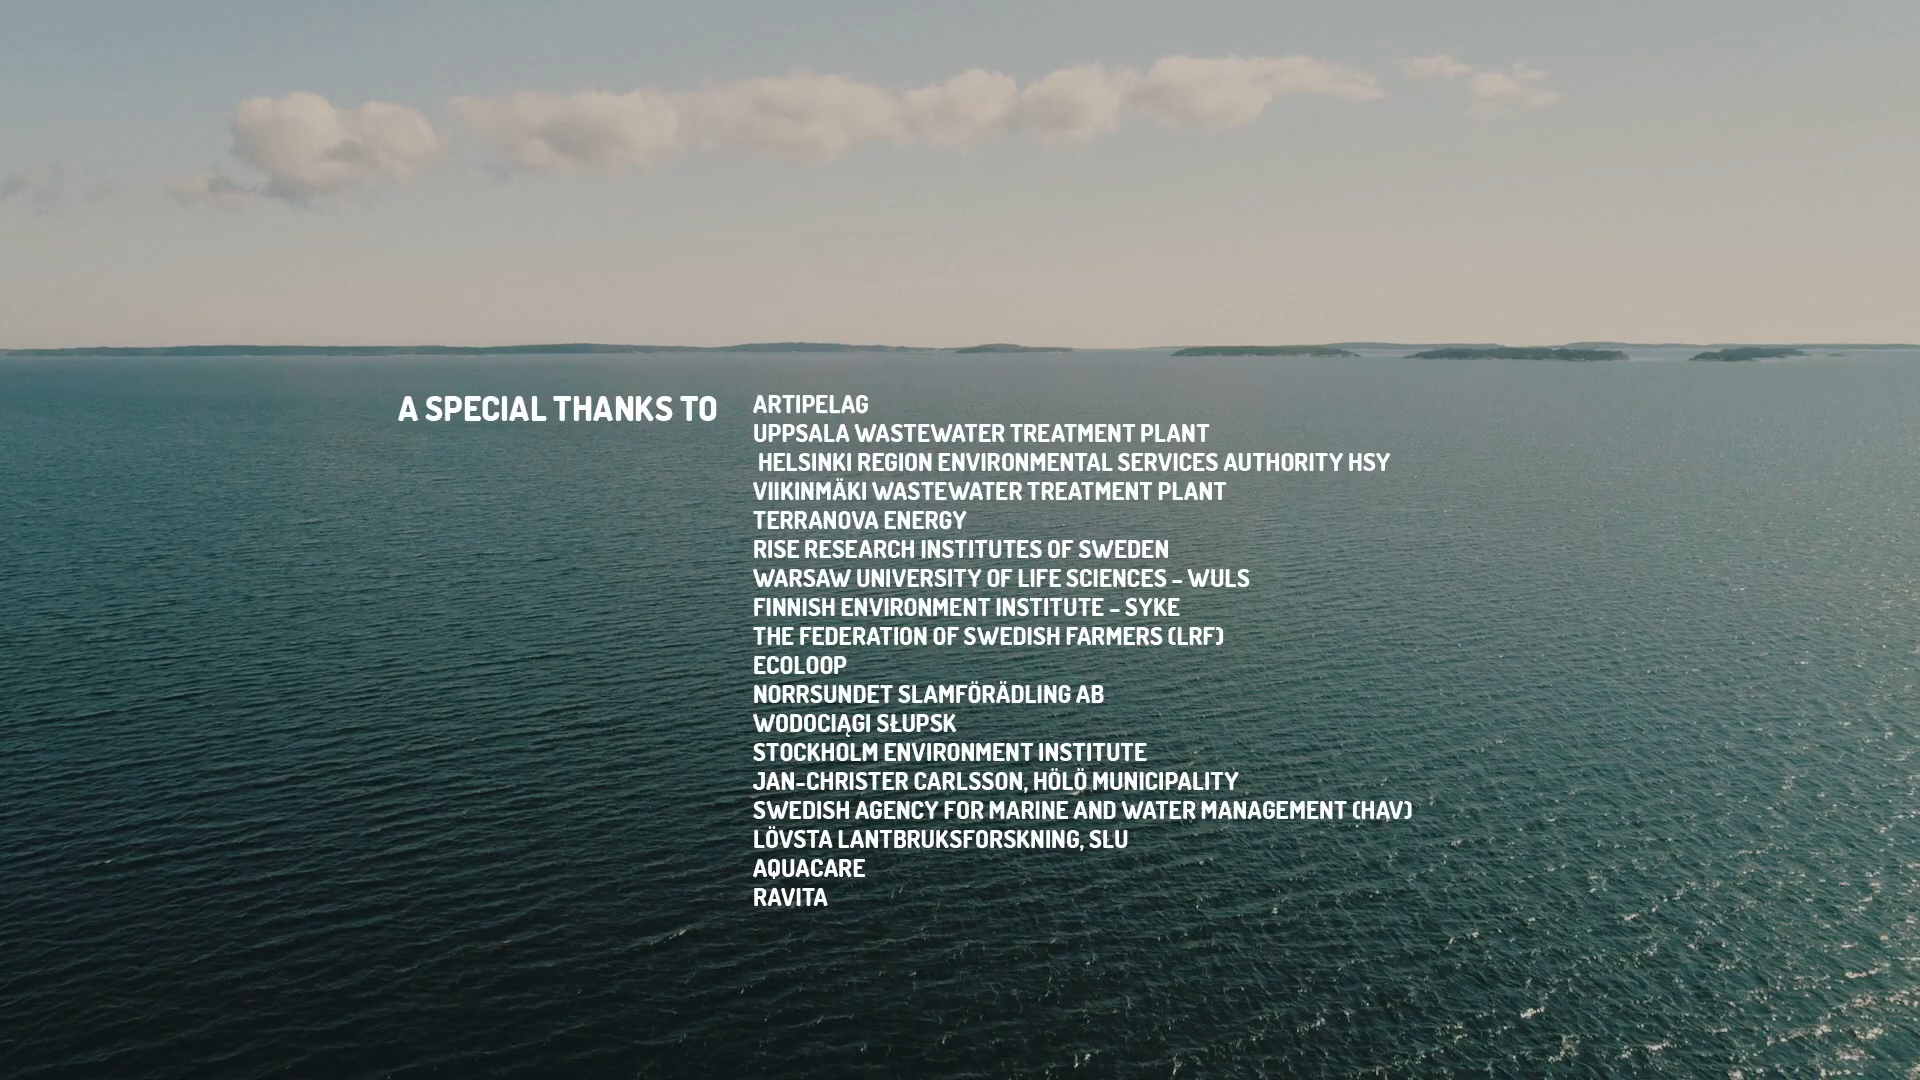 A SPECIAL THANKS TO
ARTIPELAG
UPPSALA WASTEWATER TREATMENT PLANT
HELSINKI REGION ENVIRONMENTAL SERVICES AUTHORITY HSY
VIIKINMÄKI WASTEWATER TREATMENT PLANT
TERRANOVA ENERGY
RISE RESEARCH INSTITUTES OF SWEDEN
WARSAW UNIVERSITY OF LIFE SCIENCES – WULS
FINNISH ENVIRONMENT INSTITUTE – SYKE
THE FEDERATION OF SWEDISH FARMERS (LRF)
ECOLOOP
NORRSUNDET SLAMFÖRÄDLING AB
WODOCIĄGI SŁUPSK
STOCKHOLM ENVIRONMENT INSTITUTE
JAN-CHRISTER CARLSSON, HÖLÖ MUNICIPALITY
SWEDISH AGENCY FOR MARINE AND WATER MANAGEMENT (HAV)
LÖVSTA LANTBRUKSFORSKNING, SLU
AQUACARE
RAVITA